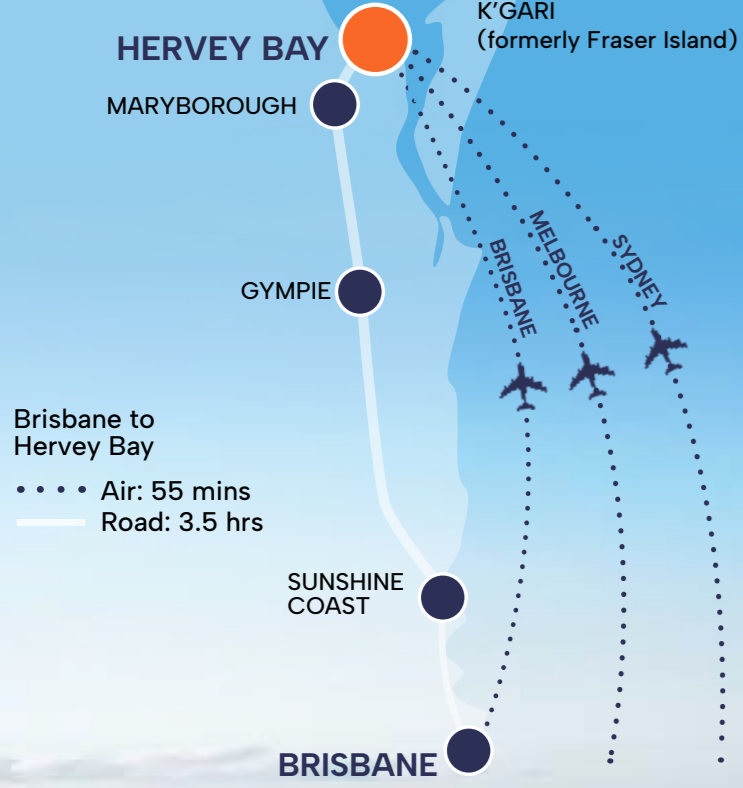 K'GARI
(formerly Fraser Island)
HERVEY BAY
MARYBOROUGH
BRISBANE
MELBOURNE
SYDNEY
GYMPIE
Brisbane to
Hervey Bay
Air: 55 mins
Road: 3.5 hrs
SUNSHINE
COAST
BRISBANE